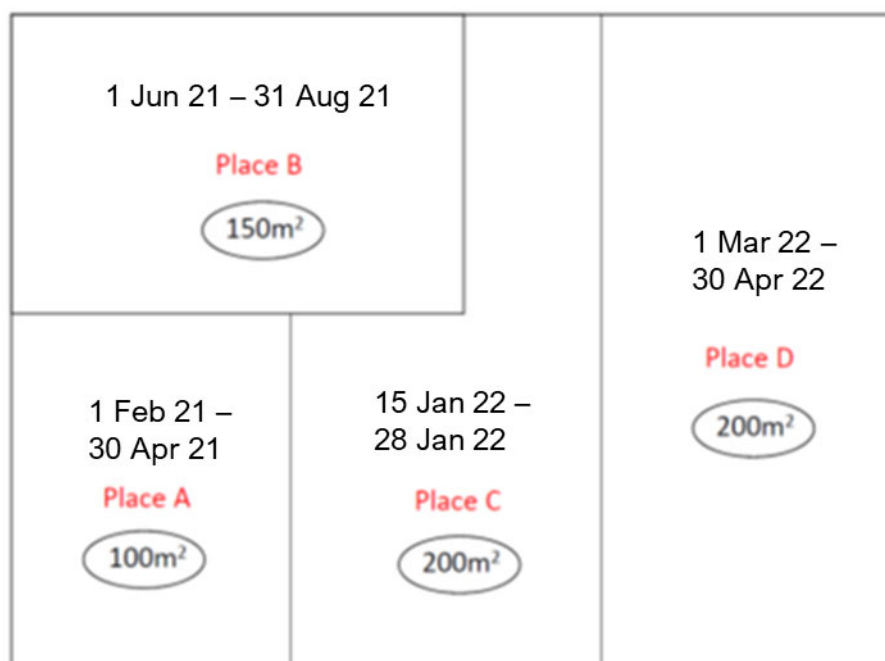 1 Jun 21 – 31 Aug 21
Place B
150m²
1 Feb 21 –
30 Apr 21
Place A
100m²
15 Jan 22 –
28 Jan 22
Place C
200m²
1 Mar 22 –
30 Apr 22
Place D
200m²